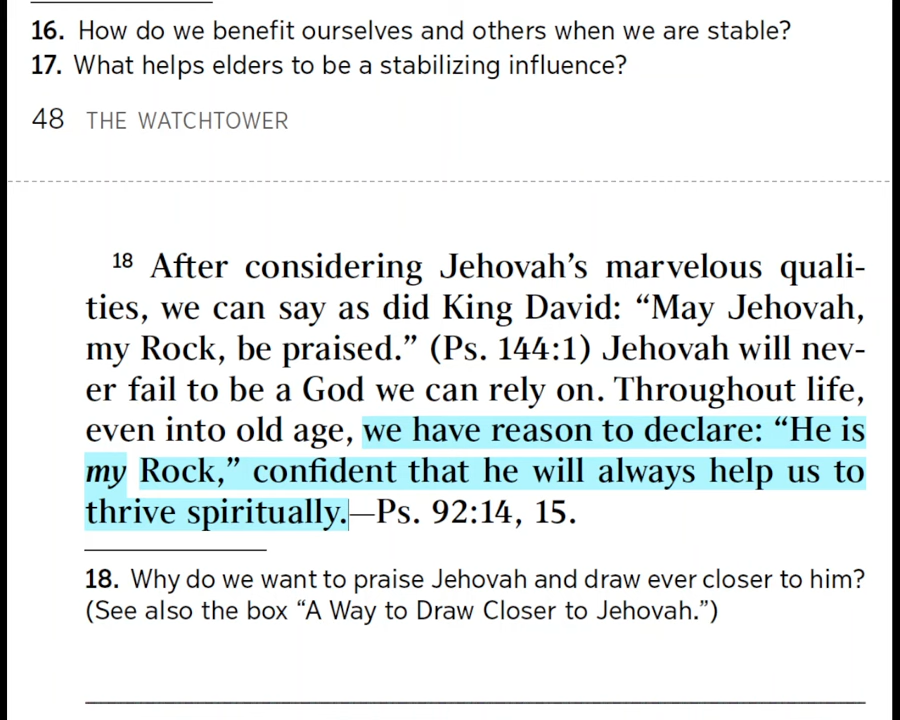 16. How do we benefit ourselves and others when we are stable?
17. What helps elders to be a stabilizing influence?
48 THE WATCHTOWER
18 After considering Jehovah’s marvelous quali-
ties, we can say as did King David: “May Jehovah,
my Rock, be praised.” (Ps. 144:1) Jehovah will nev-
er fail to be a God we can rely on. Throughout life,
even into old age, we have reason to declare: “He is
my Rock,” confident that he will always help us to
thrive spiritually.—Ps. 92:14, 15.
18. Why do we want to praise Jehovah and draw ever closer to him?
(See also the box “A Way to Draw Closer to Jehovah.”)